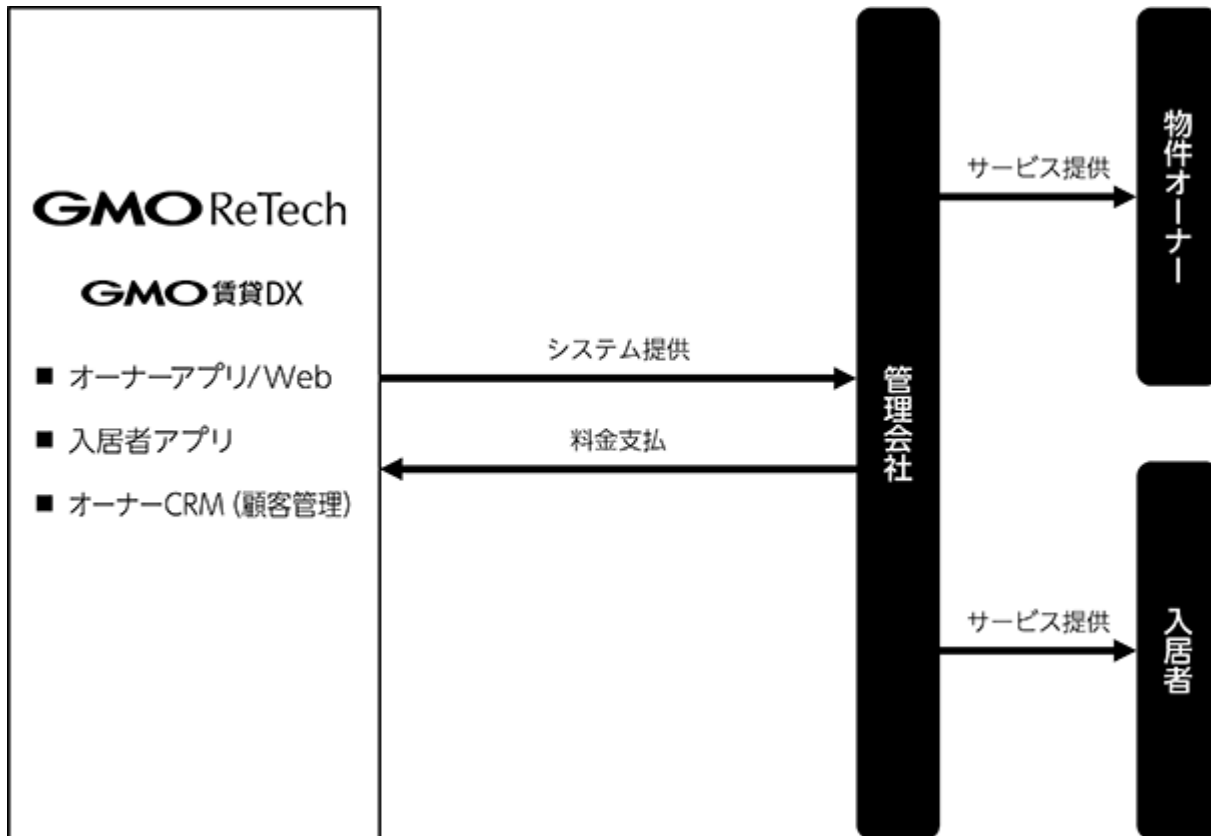 GMO ReTech
GMO 賃貸DX
■ オーナーアプリ/Web
■ 入居者アプリ
■ オーナーCRM (顧客管理)
システム提供
料金支払
管理会社
サービス提供
物件オーナー
サービス提供
入居者